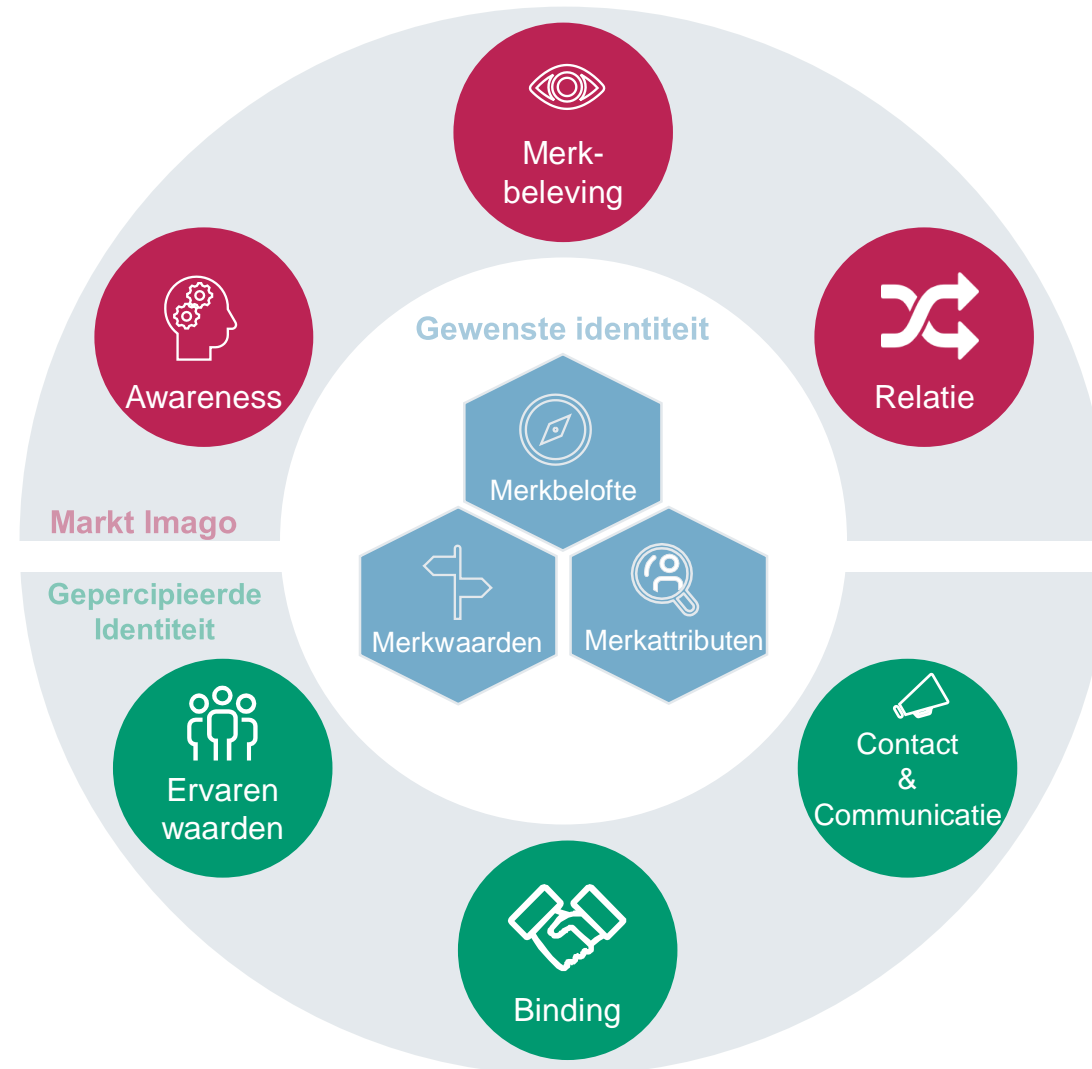 Merk-
beleving
Awareness
Relatie
Gewenste identiteit
Merkbelofte
Merkwaarden
Merkattributen
Markt Imago
Gepercipieerde
Identiteit
Ervaren
waarden
Contact
&
Communicatie
Binding